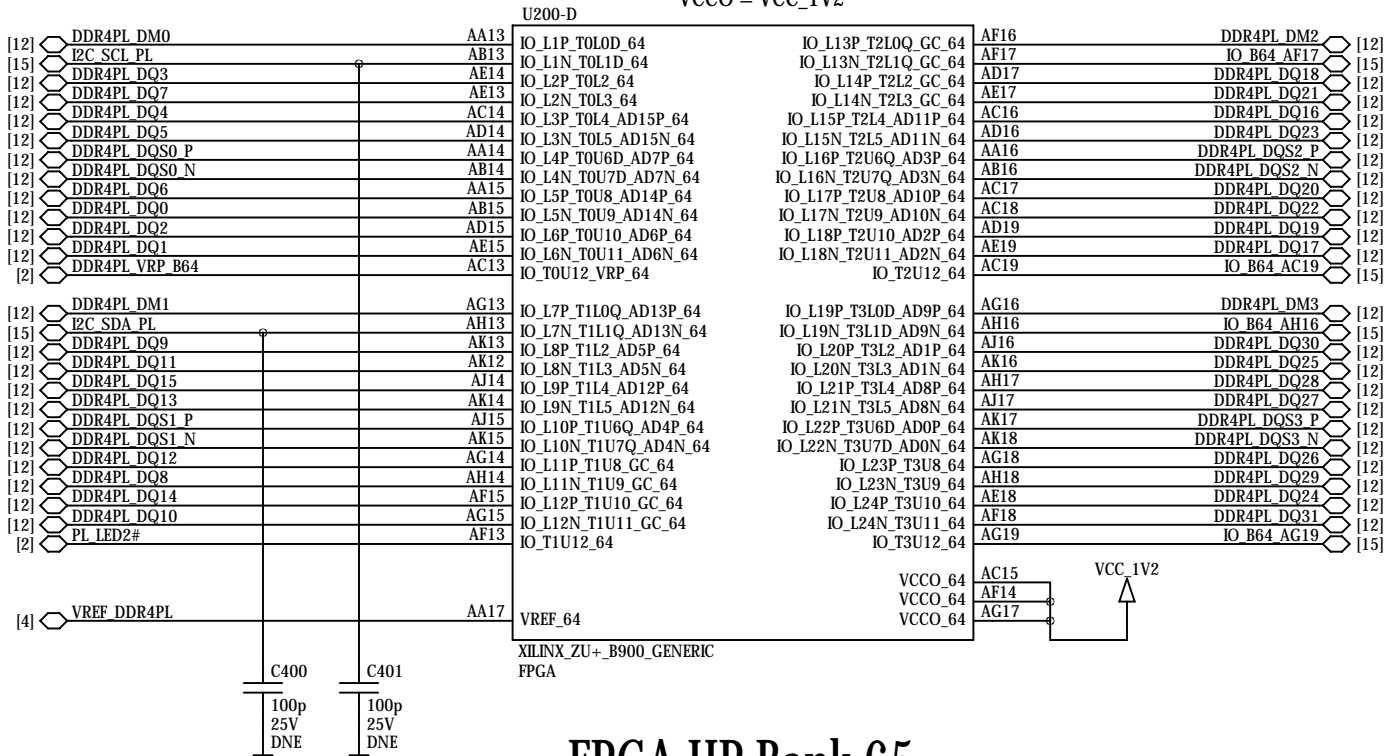 VCCO = VCC_1V2
U200-D
[12] DDR4PL_DM0 AA13 IO_L1P_T0L0D_64 IO_L13P_T2L0Q_GC_64 AF16 DDR4PL_DM2 [12]
[15] I2C_SCL_PL AB13 IO_L1N_T0L1D_64 IO_L13N_T2L1Q_GC_64 AF17 IO_B64_AF17 [15]
[12] DDR4PL_DQ3 AE14 IO_L2P_T0L2_64 IO_L14P_T2L2_GC_64 AD17 DDR4PL_DQ18 [12]
[12] DDR4PL_DQ7 AE13 IO_L2N_T0L3_64 IO_L14N_T2L3_GC_64 AE17 DDR4PL_DQ21 [12]
[12] DDR4PL_DQ4 AC14 IO_L3P_T0L4_AD15P_64 IO_L15P_T2L4_AD11P_64 AC16 DDR4PL_DQ16 [12]
[12] DDR4PL_DQ5 AD14 IO_L3N_T0L5_AD15N_64 IO_L15N_T2L5_AD11N_64 AD16 DDR4PL_DQ23 [12]
[12] DDR4PL_DQS0_P AA14 IO_L4P_T0U6D_AD7P_64 IO_L16P_T2U6Q_AD3P_64 AA16 DDR4PL_DQS2_P [12]
[12] DDR4PL_DQS0_N AB14 IO_L4N_T0U7D_AD7N_64 IO_L16N_T2U7Q_AD3N_64 AB16 DDR4PL_DQS2_N [12]
[12] DDR4PL_DQ6 AA15 IO_L5P_T0U8_AD14P_64 IO_L17P_T2U8_AD10P_64 AC17 DDR4PL_DQ20 [12]
[12] DDR4PL_DQ0 AB15 IO_L5N_T0U9_AD14N_64 IO_L17N_T2U9_AD10N_64 AC18 DDR4PL_DQ22 [12]
[12] DDR4PL_DQ2 AD15 IO_L6P_T0U10_AD6P_64 IO_L18P_T2U10_AD2P_64 AD19 DDR4PL_DQ19 [12]
[12] DDR4PL_DQ1 AE15 IO_L6N_T0U11_AD6N_64 IO_L18N_T2U11_AD2N_64 AE19 DDR4PL_DQ17 [12]
[2] DDR4PL_VRP_B64 AC13 IO_T0U12_VRP_64 IO_T2U12_64 AC19 IO_B64_AC19 [15]
[12] DDR4PL_DM1 AG13 IO_L7P_T1L0Q_AD13P_64 IO_L19P_T3L0D_AD9P_64 AG16 DDR4PL_DM3 [12]
[15] I2C_SDA_PL AH13 IO_L7N_T1L1Q_AD13N_64 IO_L19N_T3L1D_AD9N_64 AH16 IO_B64_AH16 [15]
[12] DDR4PL_DQ9 AK13 IO_L8P_T1L2_AD5P_64 IO_L20P_T3L2_AD1P_64 AJ16 DDR4PL_DQ30 [12]
[12] DDR4PL_DQ11 AK12 IO_L8N_T1L3_AD5N_64 IO_L20N_T3L3_AD1N_64 AK16 DDR4PL_DQ25 [12]
[12] DDR4PL_DQ15 AJ14 IO_L9P_T1L4_AD12P_64 IO_L21P_T3L4_AD8P_64 AH17 DDR4PL_DQ28 [12]
[12] DDR4PL_DQ13 AK14 IO_L9N_T1L5_AD12N_64 IO_L21N_T3L5_AD8N_64 AJ17 DDR4PL_DQ27 [12]
[12] DDR4PL_DQS1_P AJ15 IO_L10P_T1U6Q_AD4P_64 IO_L22P_T3U6D_AD0P_64 AK17 DDR4PL_DQS3_P [12]
[12] DDR4PL_DQS1_N AK15 IO_L10N_T1U7Q_AD4N_64 IO_L22N_T3U7D_AD0N_64 AK18 DDR4PL_DQS3_N [12]
[12] DDR4PL_DQ12 AG14 IO_L11P_T1U8_GC_64 IO_L23P_T3U8_64 AG18 DDR4PL_DQ26 [12]
[12] DDR4PL_DQ8 AH14 IO_L11N_T1U9_GC_64 IO_L23N_T3U9_64 AH18 DDR4PL_DQ29 [12]
[12] DDR4PL_DQ14 AF15 IO_L12P_T1U10_GC_64 IO_L24P_T3U10_64 AE18 DDR4PL_DQ24 [12]
[12] DDR4PL_DQ10 AG15 IO_L12N_T1U11_GC_64 IO_L24N_T3U11_64 AF18 DDR4PL_DQ31 [12]
[2] PL_LED2# AF13 IO_T1U12_64 IO_T3U12_64 AG19 IO_B64_AG19 [15]
VCCO_64 AC15 VCC_1V2
VCCO_64 AF14
[4] VREF_DDR4PL AA17 VREF_64 VCCO_64 AG17
XILINX_ZU+_B900_GENERIC
FPGA
C400 C401
100p 100p
25V 25V
DNE DNE
FPGA HP Bank 65